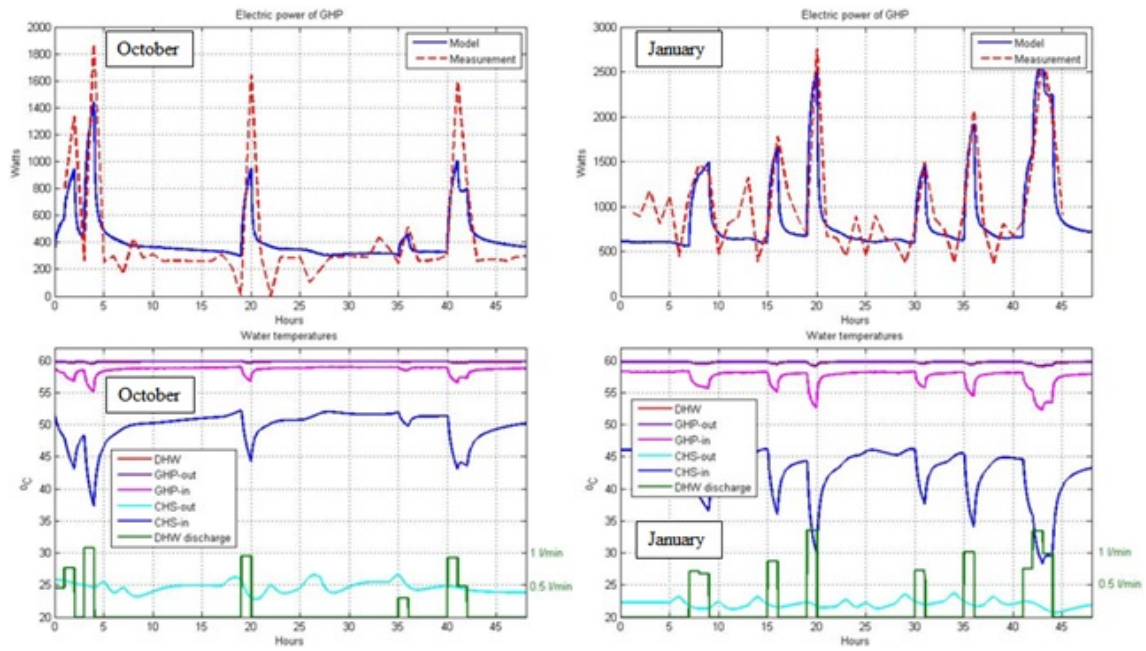 Electric power of GHP
2000
1800
1600
1400
1200
1000
800
600
400
200
0
Watts
October
Model
Measurement
0 5 10 15 20 25 30 35 40 45
Hours
Electric power of GHP
3000
2500
2000
1500
1000
500
0
Watts
January
Model
Measurement
0 5 10 15 20 25 30 35 40 45
Hours
Water temperatures
60
55
50
45
40
35
30
25
20
ºC
October
DHW
GHP-out
GHP-in
CHS-out
CHS-in
DHW discharge
1 l/min
0.5 l/min
0 5 10 15 20 25 30 35 40 45
Hours
Water temperatures
60
55
50
45
40
35
30
25
20
ºC
DHW
GHP-out
GHP-in
CHS-out
CHS-in
DHW discharge
January
1 l/min
0.5 l/min
0 5 10 15 20 25 30 35 40 45
Hours